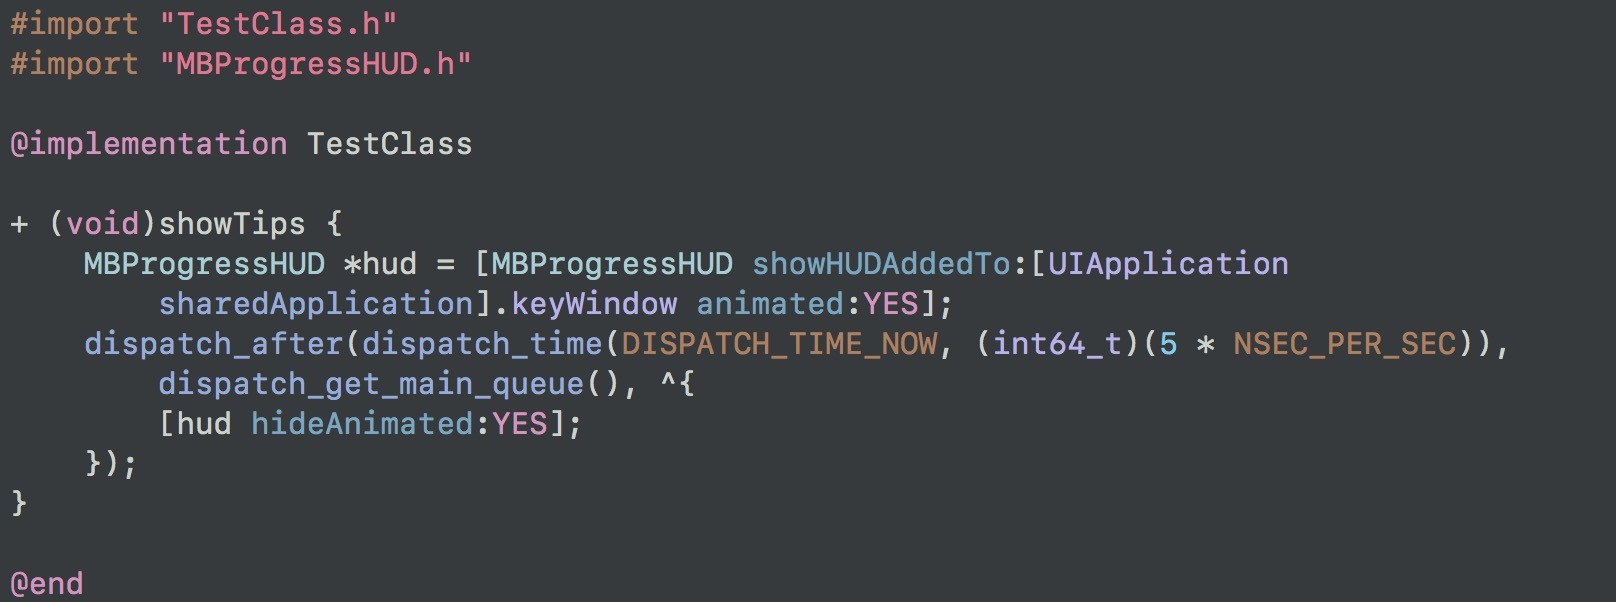 #import "TestClass.h"
#import "MBProgressHUD.h"
@implementation TestClass
+ (void)showTips {
    MBProgressHUD *hud = [MBProgressHUD showHUDAddedTo:[UIApplication
        sharedApplication].keyWindow animated:YES];
    dispatch_after(dispatch_time(DISPATCH_TIME_NOW, (int64_t)(5 * NSEC_PER_SEC)),
        dispatch_get_main_queue(), ^{
        [hud hideAnimated:YES];
    });
}
@end